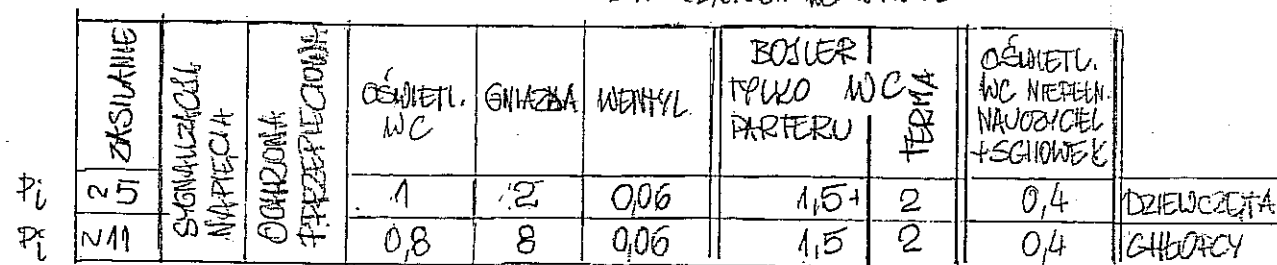 ZASILANIE
SYGNALIZACJA NAPIĘCIA
OCHRONA P.PRZEPIĘCIOWA
OŚWIETL. WC
GNIAZDA
WENTYL.
BOJLER TYLKO WC PARTERU
TERMA
OŚWIETL. WC NIEPEŁN. NAUCZYCIEL +SCHOWEK
Pi 1 2 0,06 1,5+ 2 0,4 DZIEWCZĘTA
Pi 0,8 8 0,06 1,5 2 0,4 CHŁOPCY